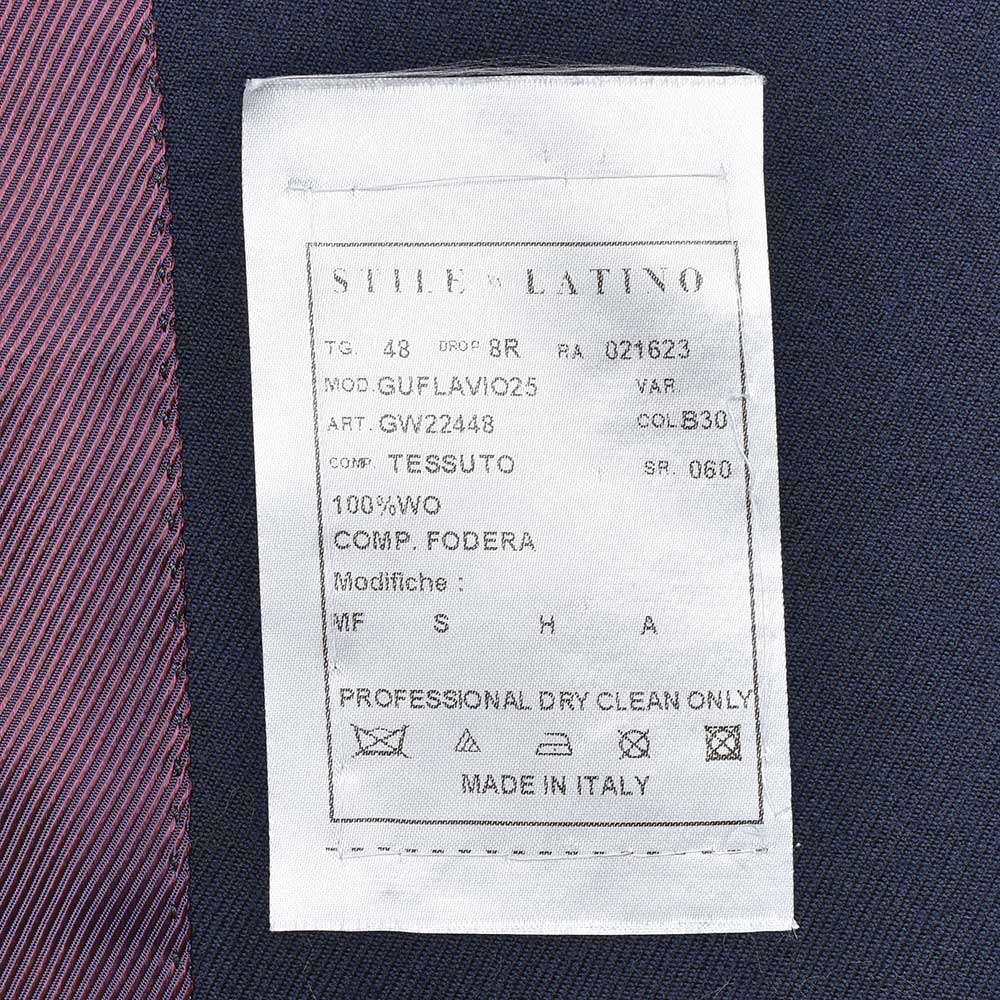 STILE LATINO
TG. 48 DROP 8R RA 021623
MOD. GUFLAVIO25 VAR
ART. GW22448 COL. B30
COMP. TESSUTO SR. 060
100%WO
COMP. FODERA
Modifiche :
MF S H A
PROFESSIONAL DRY CLEAN ONLY
MADE IN ITALY